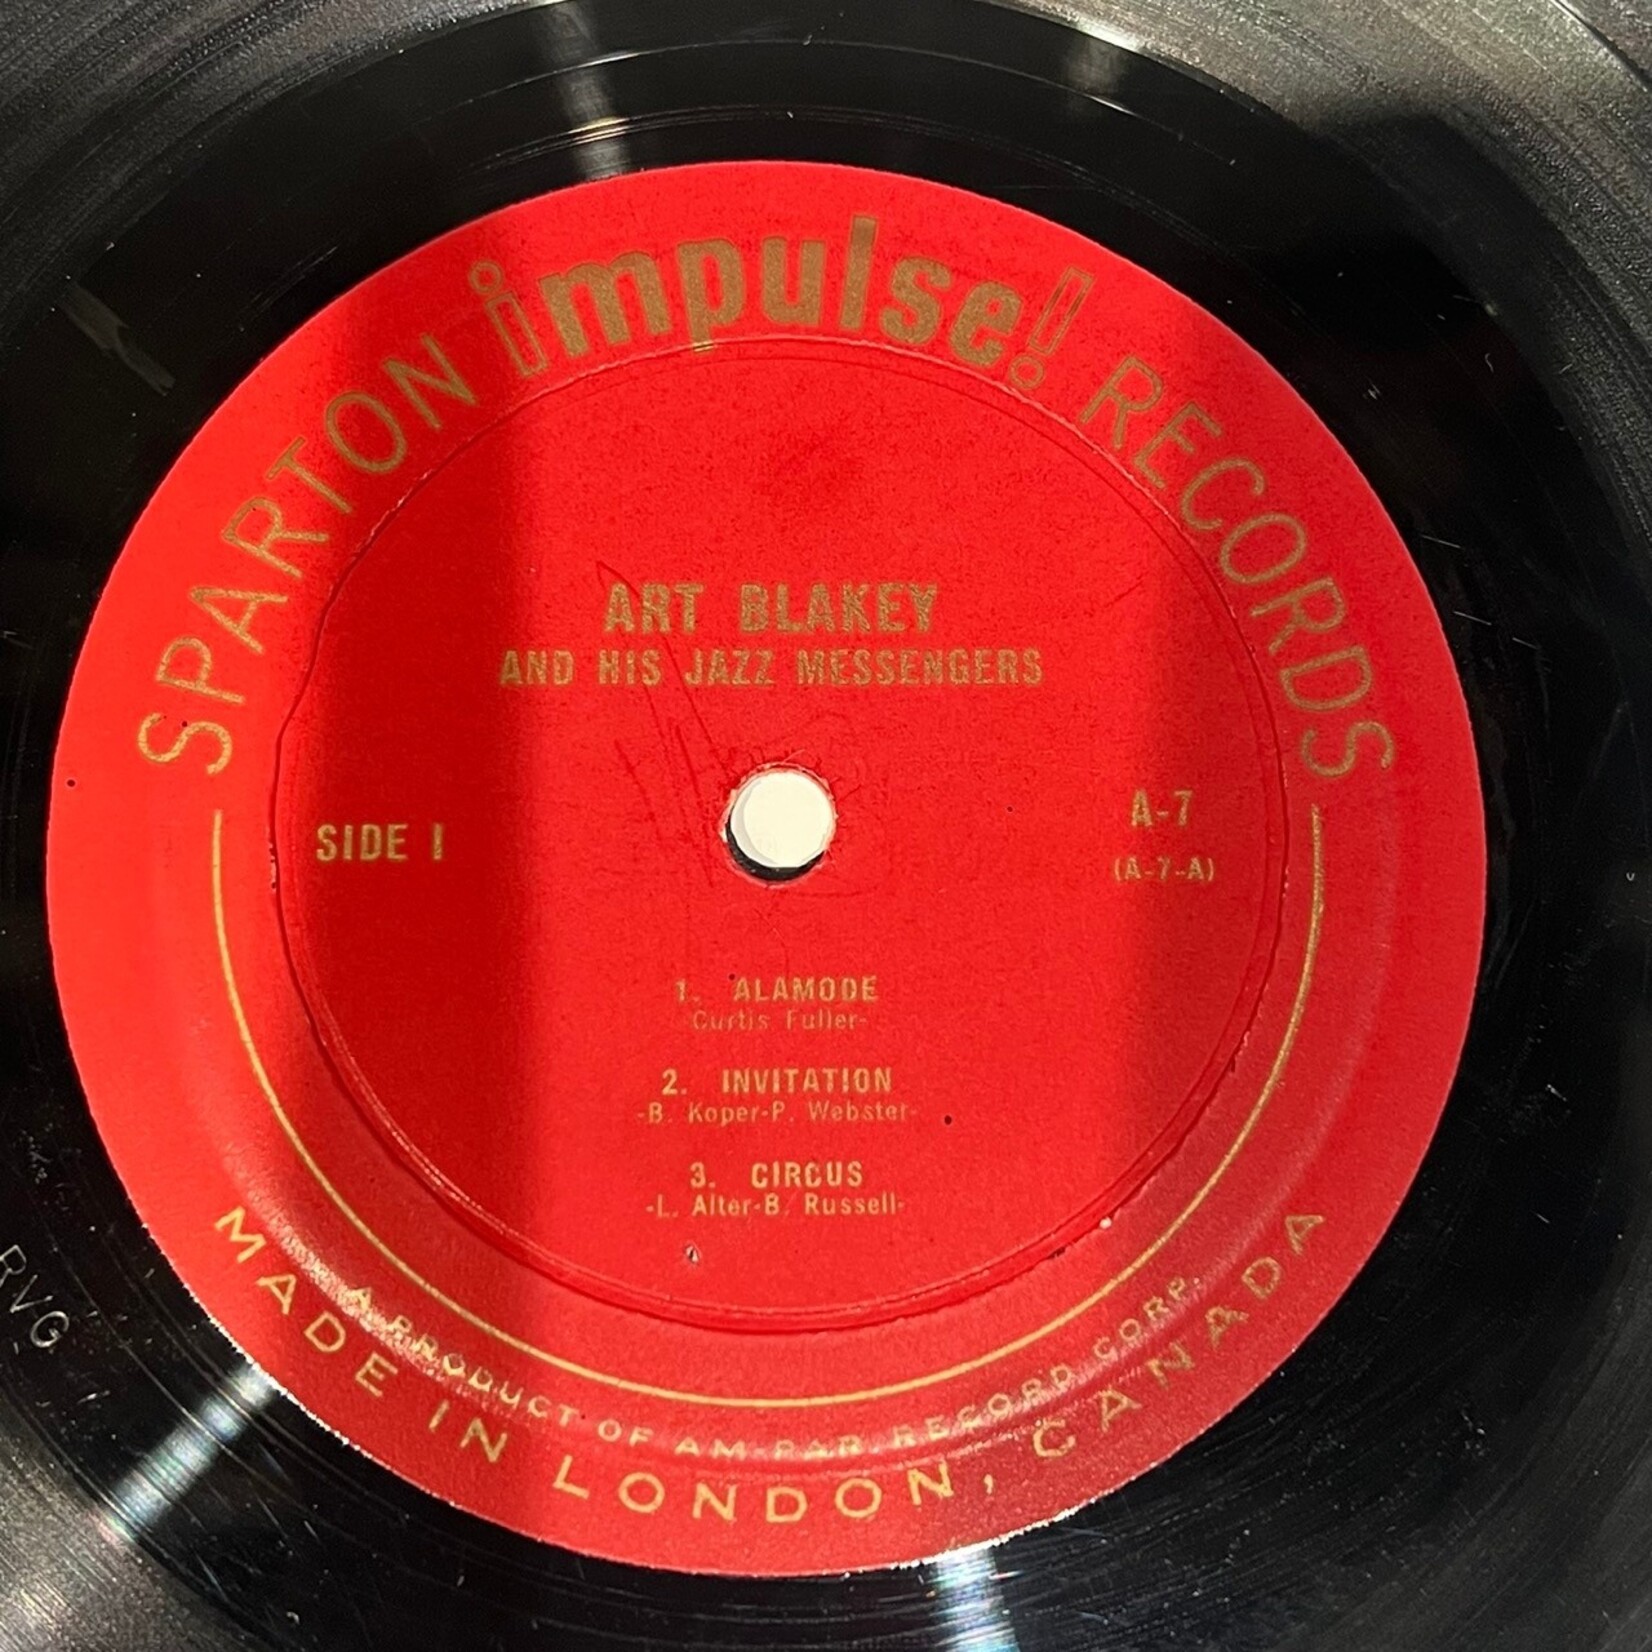 SPARTON impulse! RECORDS
ART BLAKEY
AND HIS JAZZ MESSENGERS
SIDE 1
A-7
(A-7-A)
1. ALAMODE
Curtis Fuller-
2. INVITATION
-B. Koper-P. Webster-
3. CIRCUS
-L. Alter-B. Russell-
A PRODUCT OF AM-PAR RECORD CORP.
MADE IN LONDON, CANADA
RVG